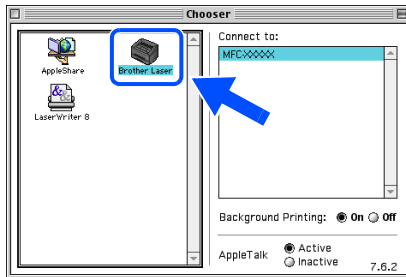 Chooser
Connect to:
MFC-XXXXX
AppleShare
Brother Laser
LaserWriter 8
Background Printing: On Off
AppleTalk
Active
Inactive
7.6.2